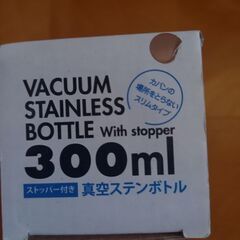 VACUUM
STAINLESS
BOTTLE With stopper
300ml
ストッパー付き 真空ステンボトル
カバンの
場所をとらない
スリムタイプ